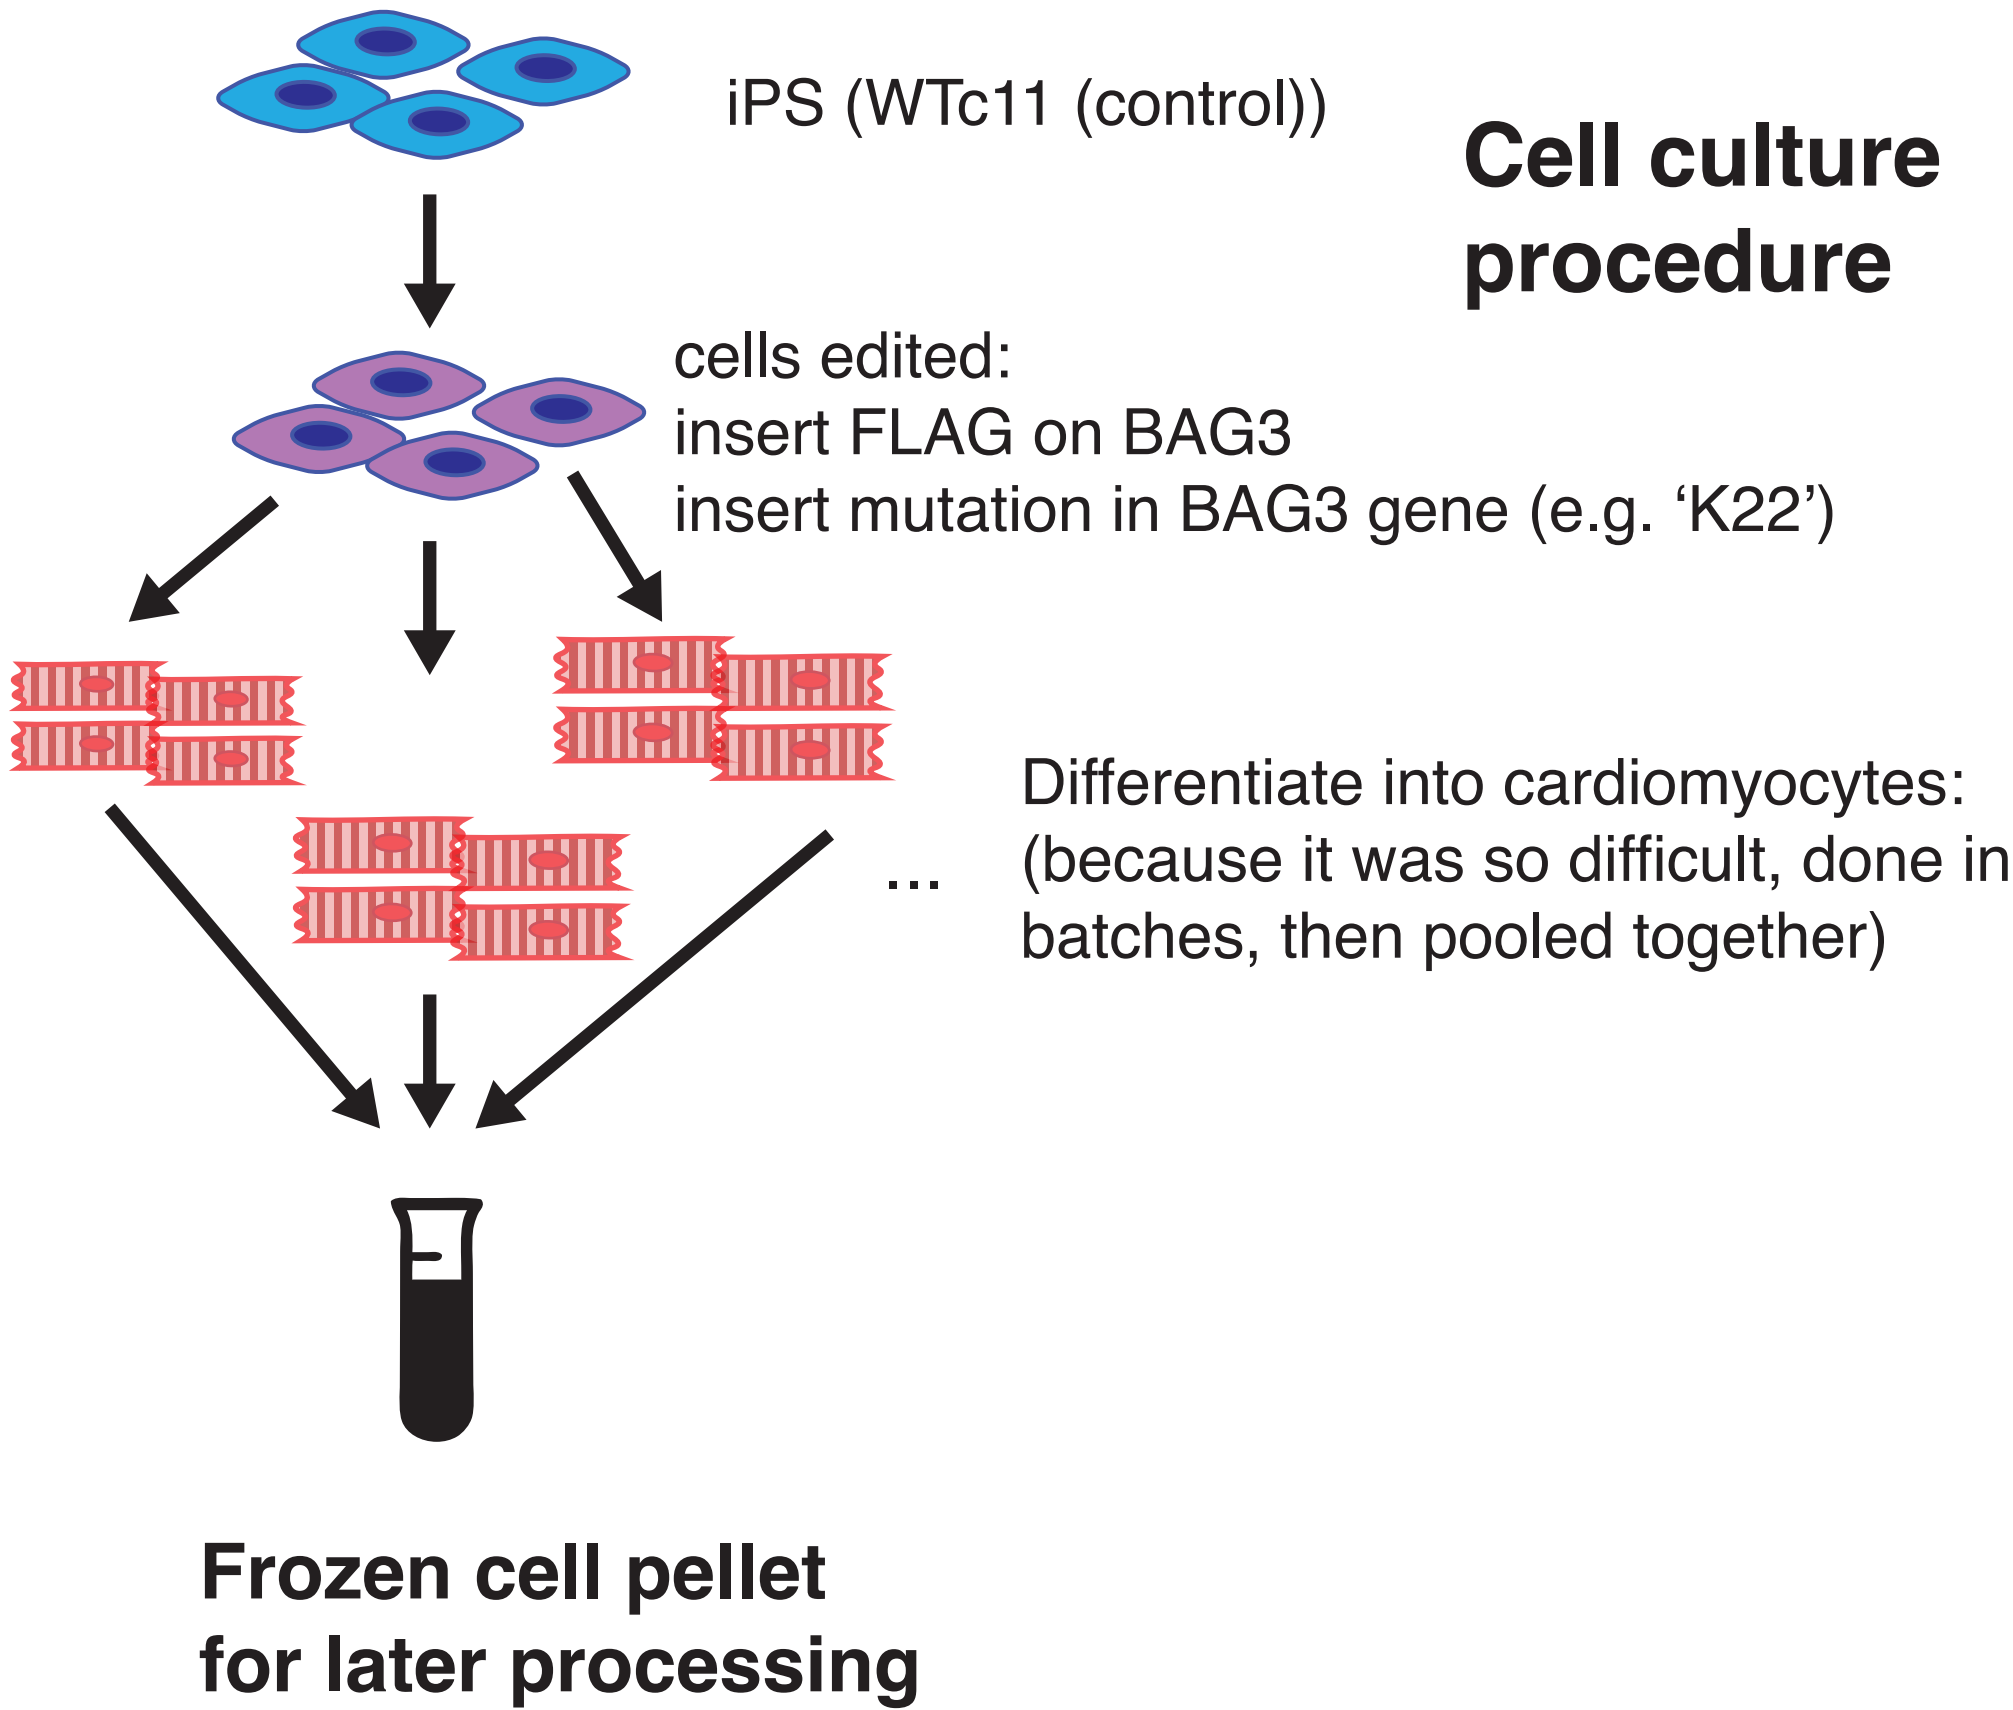 iPS (WTc11 (control))
Cell culture
procedure
cells edited:
insert FLAG on BAG3
insert mutation in BAG3 gene (e.g. ‘K22’)
Differentiate into cardiomyocytes:
(because it was so difficult, done in
batches, then pooled together)
...
Frozen cell pellet
for later processing